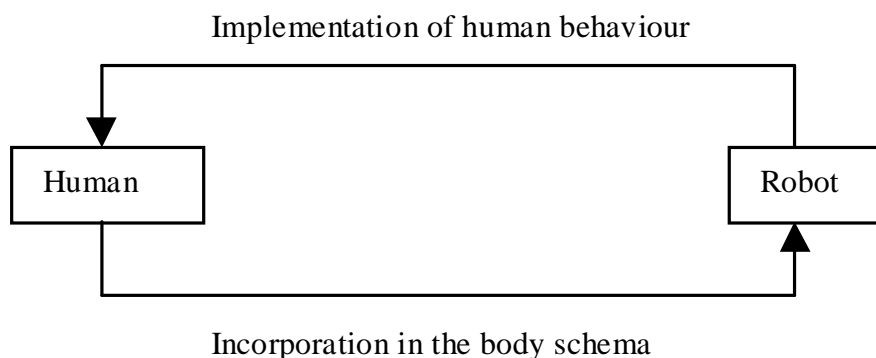 Implementation of human behaviour
Human
Robot
Incorporation in the body schema